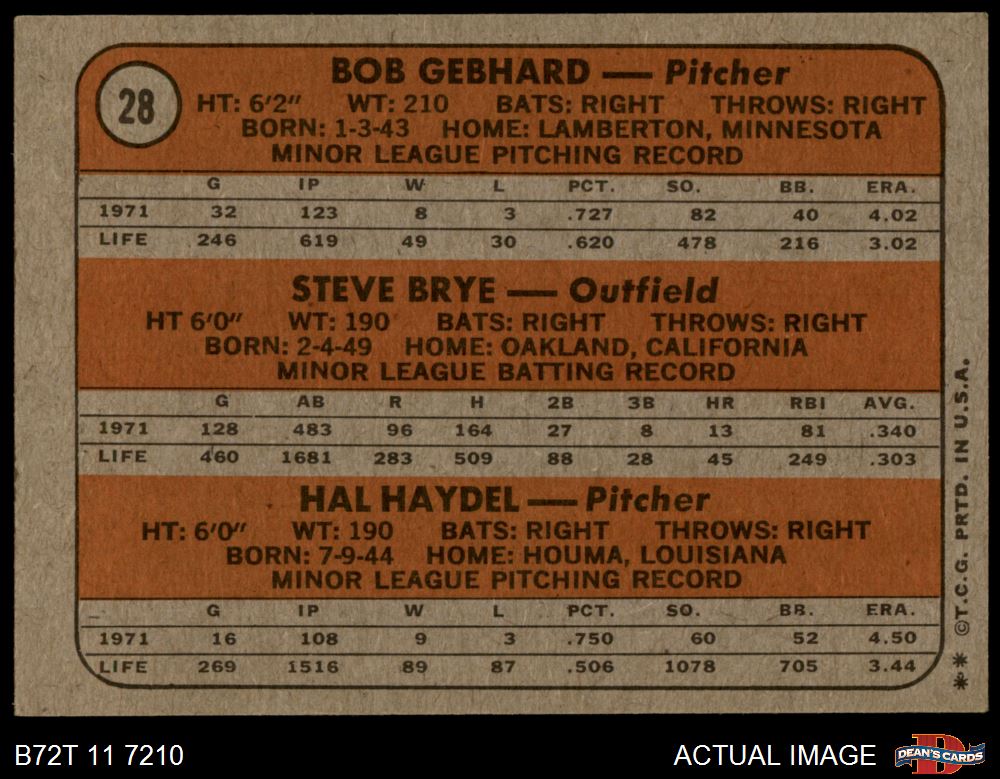 28
BOB GEBHARD — Pitcher
HT: 6'2" WT: 210 BATS: RIGHT THROWS: RIGHT
BORN: 1-3-43 HOME: LAMBERTON, MINNESOTA
MINOR LEAGUE PITCHING RECORD
G IP W L PCT. SO. BB. ERA.
1971 32 123 8 3 .727 82 40 4.02
LIFE 246 619 49 30 .620 478 216 3.02
STEVE BRYE — Outfield
HT 6'0" WT: 190 BATS: RIGHT THROWS: RIGHT
BORN: 2-4-49 HOME: OAKLAND, CALIFORNIA
MINOR LEAGUE BATTING RECORD
G AB R H 2B 3B HR RBI AVG.
1971 128 483 96 164 27 8 13 81 .340
LIFE 460 1681 283 509 88 28 45 249 .303
HAL HAYDEL — Pitcher
HT: 6'0" WT: 190 BATS: RIGHT THROWS: RIGHT
BORN: 7-9-44 HOME: HOUMA, LOUISIANA
MINOR LEAGUE PITCHING RECORD
G IP W L PCT. SO. BB. ERA.
1971 16 108 9 3 .750 60 52 4.50
LIFE 269 1516 89 87 .506 1078 705 3.44
** ©T.C.G. PRTD. IN U.S.A.
B72T 11 7210
ACTUAL IMAGE
D
DEAN'S CARDS